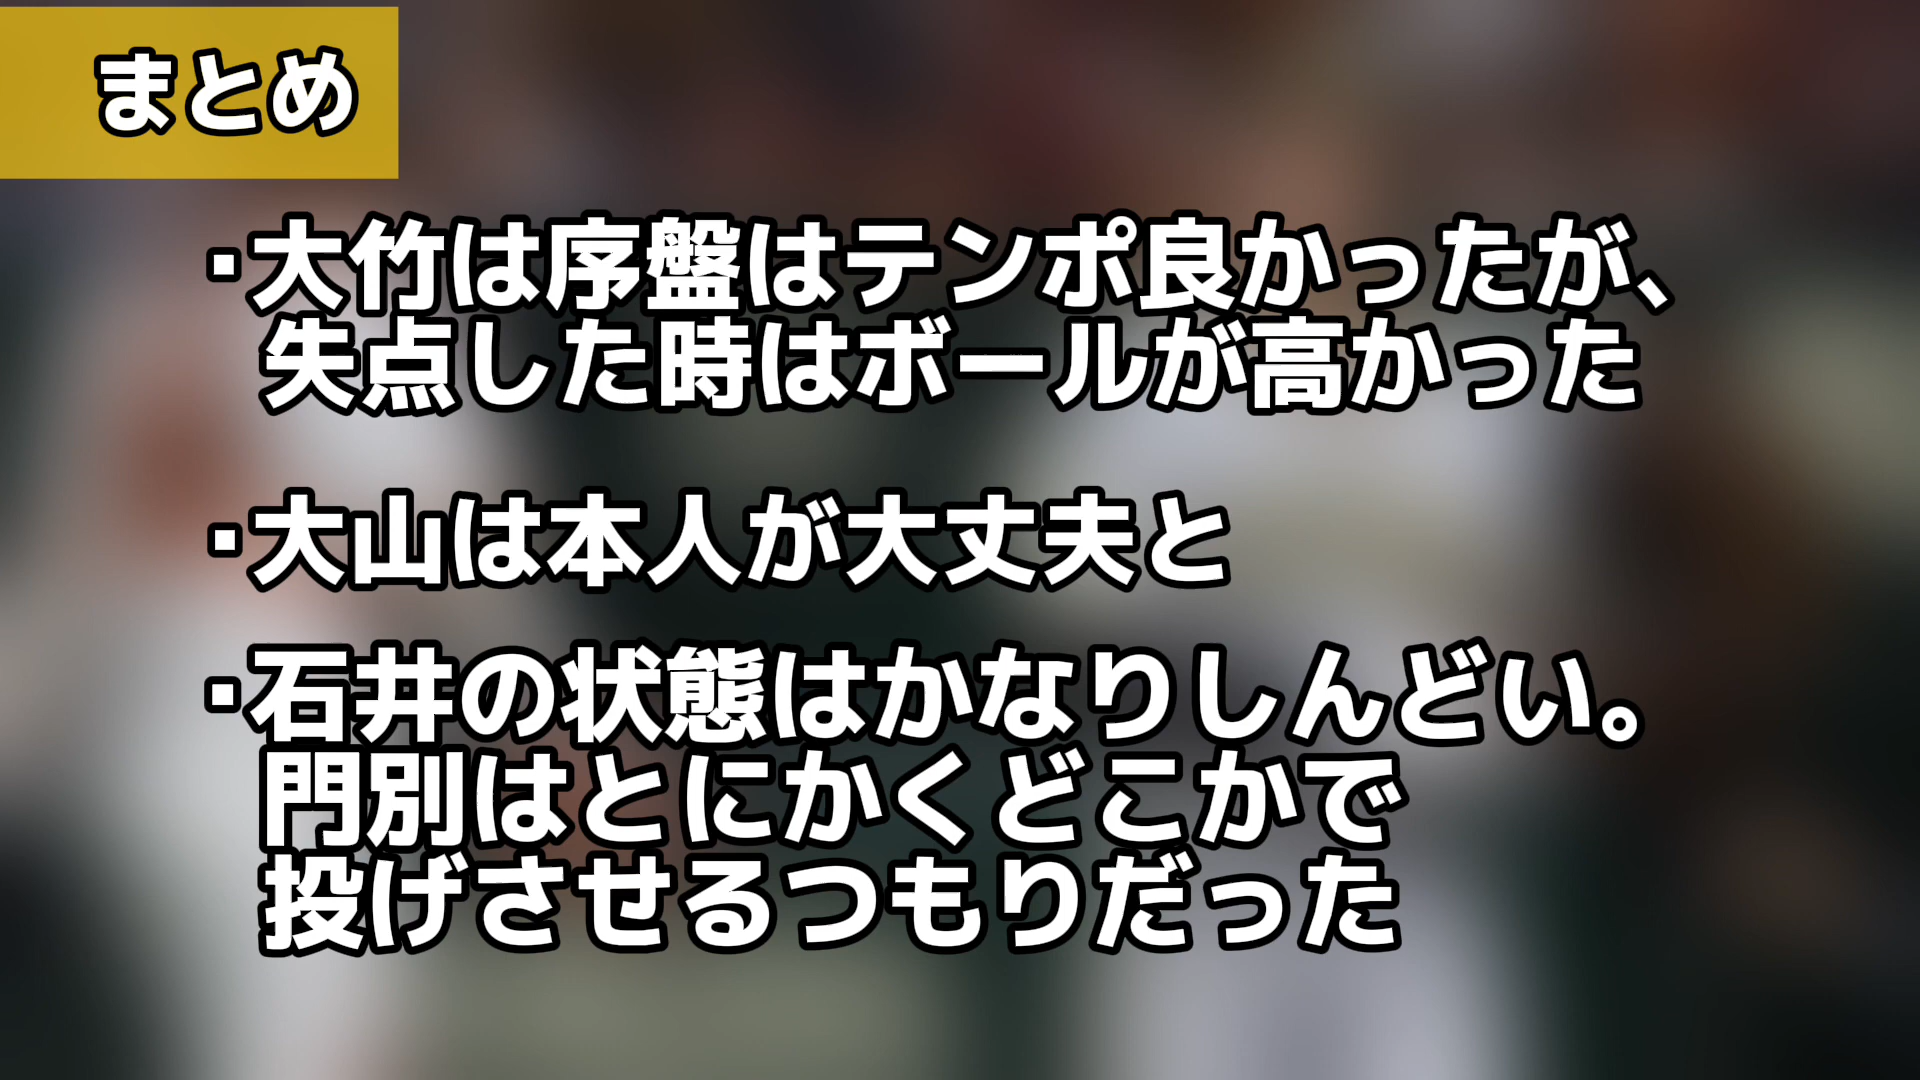 まとめ
・大竹は序盤はテンポ良かったが、
失点した時はボールが高かった
・大山は本人が大丈夫と
・石井の状態はかなりしんどい。
門別はとにかくどこかで
投げさせるつもりだった